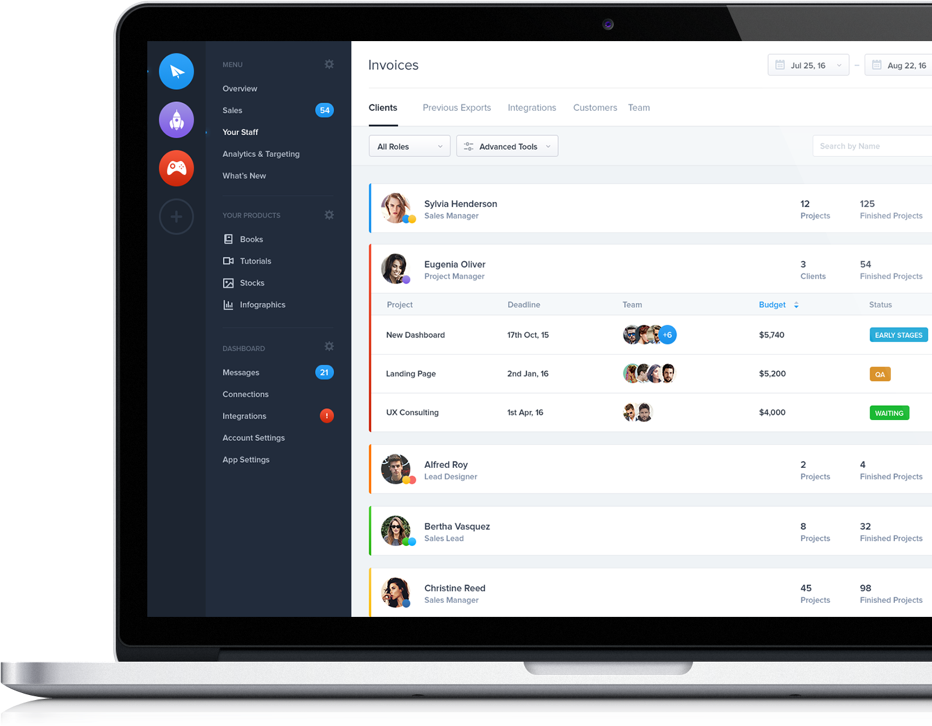 MENU
Overview
Sales 54
Your Staff
Analytics & Targeting
What's New
YOUR PRODUCTS
Books
Tutorials
Stocks
Infographics
DASHBOARD
Messages 21
Connections
Integrations !
Account Settings
App Settings
Invoices
Jul 25, 16 – Aug 22, 16
Clients Previous Exports Integrations Customers Team
All Roles Advanced Tools Search by Name
Sylvia Henderson 12 125
Sales Manager Projects Finished Projects
Eugenia Oliver 3 54
Project Manager Clients Finished Projects
Project Deadline Team Budget Status
New Dashboard 17th Oct, 15 +6 $5,740 EARLY STAGES
Landing Page 2nd Jan, 16 $5,200 QA
UX Consulting 1st Apr, 16 $4,000 WAITING
Alfred Roy 2 4
Lead Designer Projects Finished Projects
Bertha Vasquez 8 32
Sales Lead Projects Finished Projects
Christine Reed 45 98
Sales Manager Projects Finished Projects